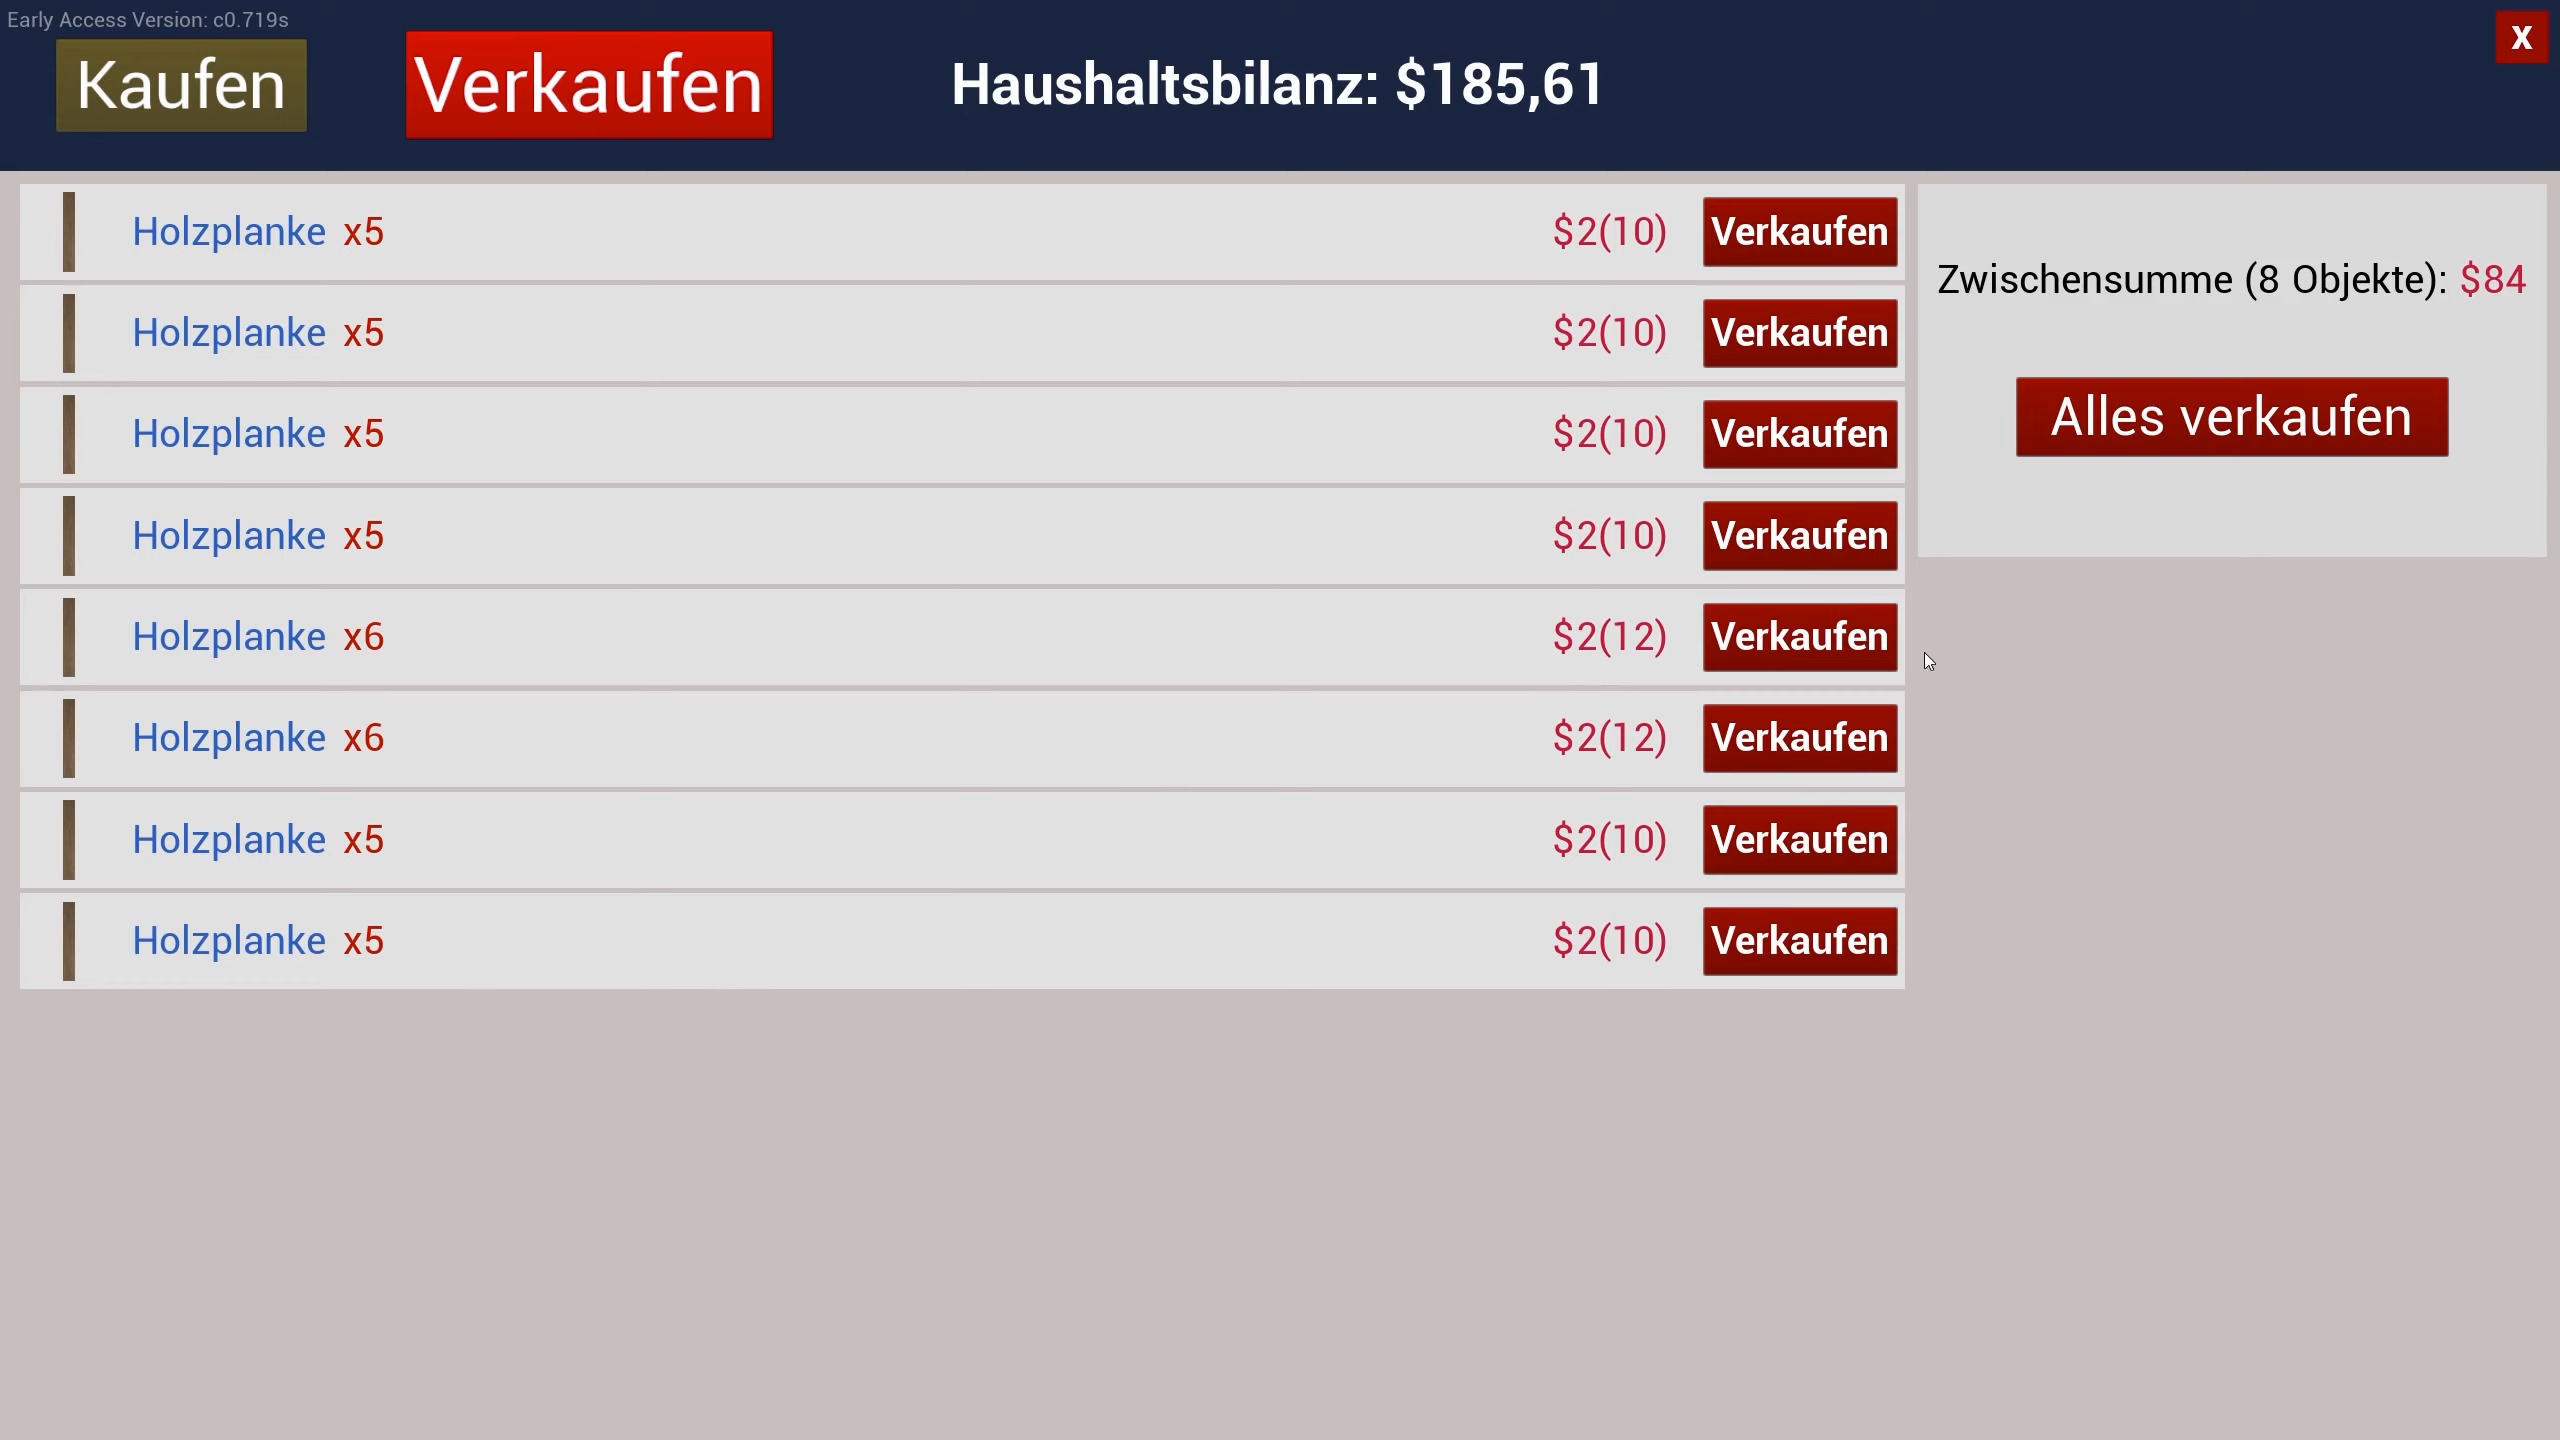 Early Access Version: c0.719s
Kaufen Verkaufen Haushaltsbilanz: $185,61 X
Holzplanke x5 $2(10) Verkaufen
Zwischensumme (8 Objekte): $84
Holzplanke x5 $2(10) Verkaufen
Alles verkaufen
Holzplanke x5 $2(10) Verkaufen
Holzplanke x5 $2(10) Verkaufen
Holzplanke x6 $2(12) Verkaufen
Holzplanke x6 $2(12) Verkaufen
Holzplanke x5 $2(10) Verkaufen
Holzplanke x5 $2(10) Verkaufen